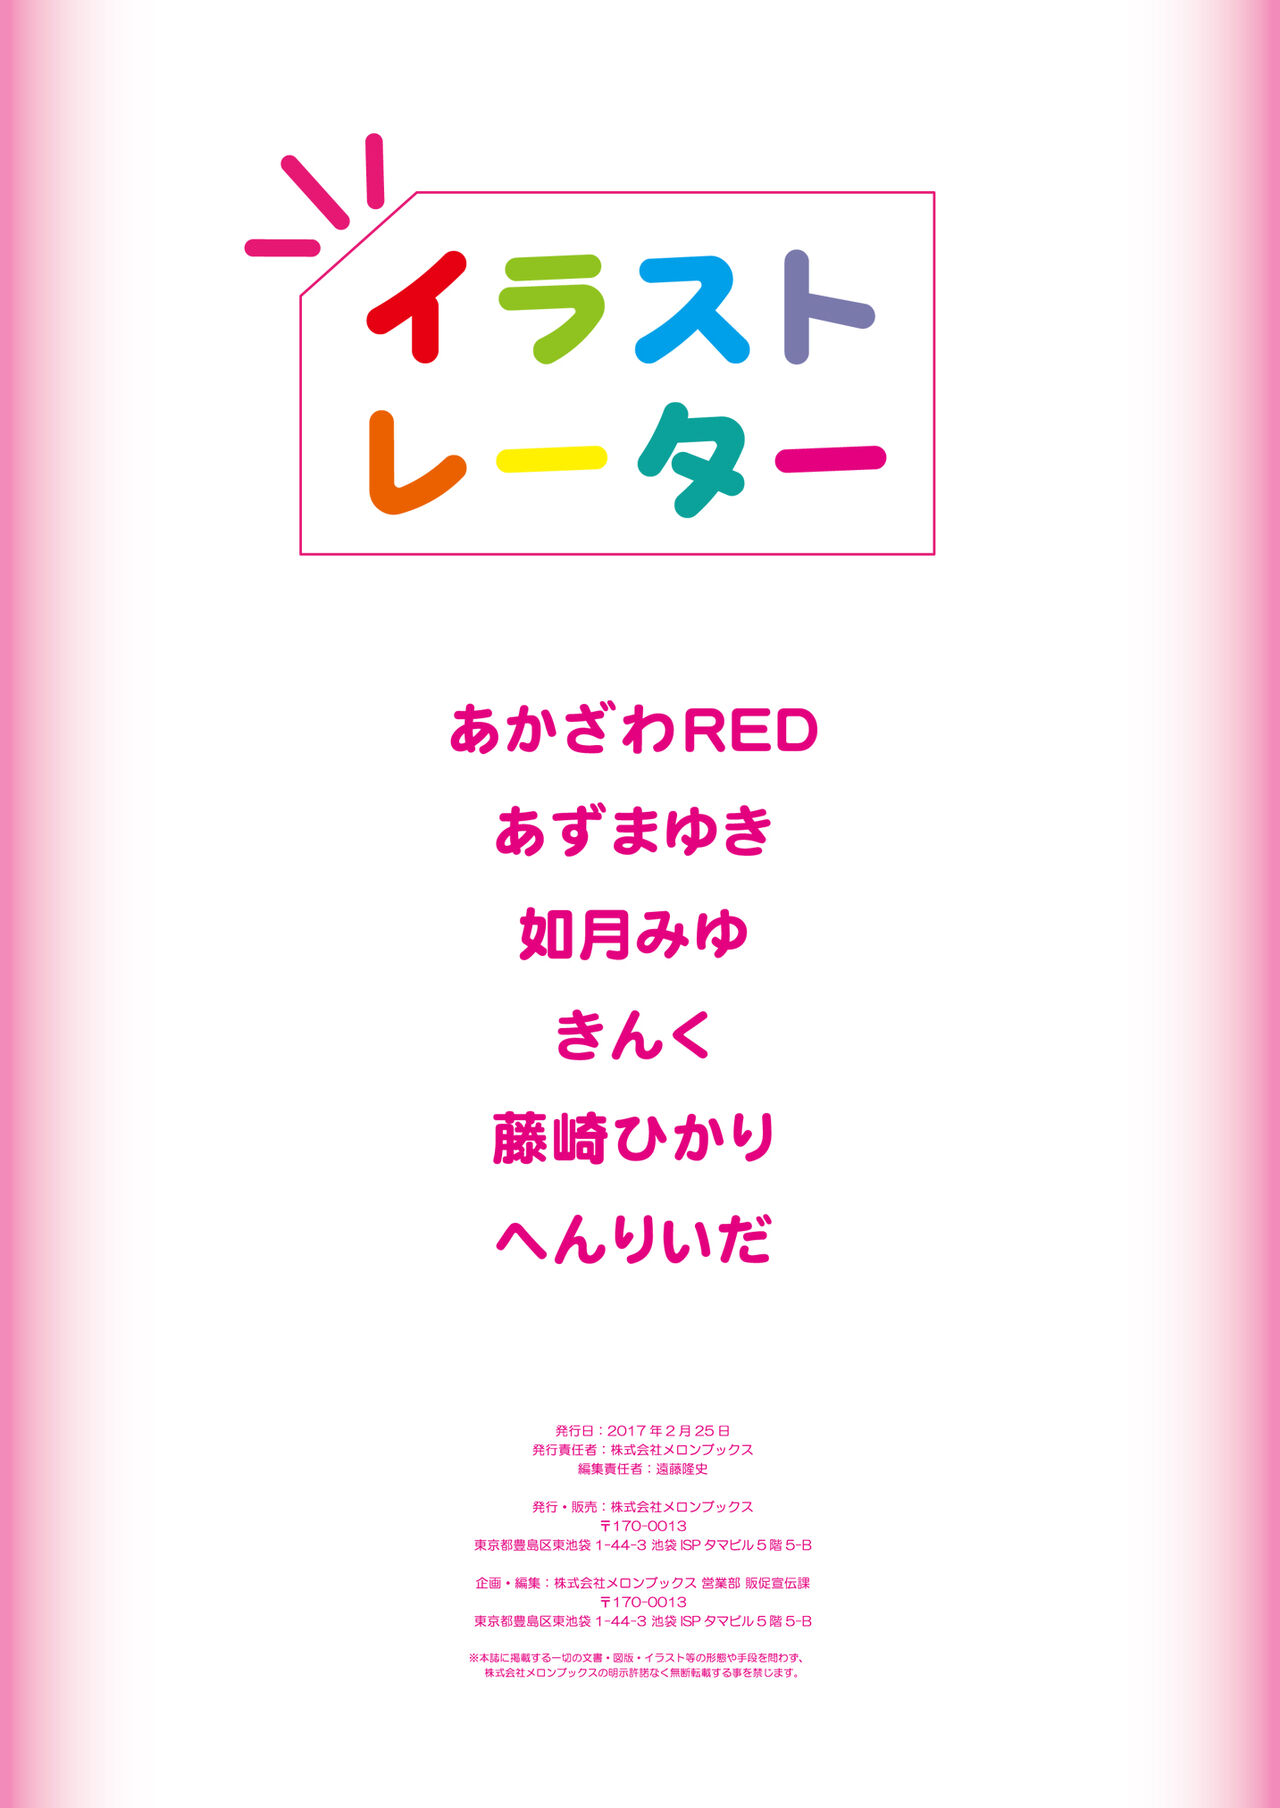 イラスト
レーター
あかざわRED
あずまゆき
如月みゆ
きんく
藤崎ひかり
へんりいだ
発行日：2017年2月25日
発行責任者：株式会社メロンブックス
編集責任者：遠藤隆史
発行・販売：株式会社メロンブックス
〒170-0013
東京都豊島区東池袋1-44-3 池袋ISPタマビル5階5-B
企画・編集：株式会社メロンブックス 営業部 販促宣伝課
〒170-0013
東京都豊島区東池袋1-44-3 池袋ISPタマビル5階5-B
※本誌に掲載する一切の文書・図版・イラスト等の形態や手段を問わず、
株式会社メロンブックスの明示許諾なく無断転載する事を禁じます。